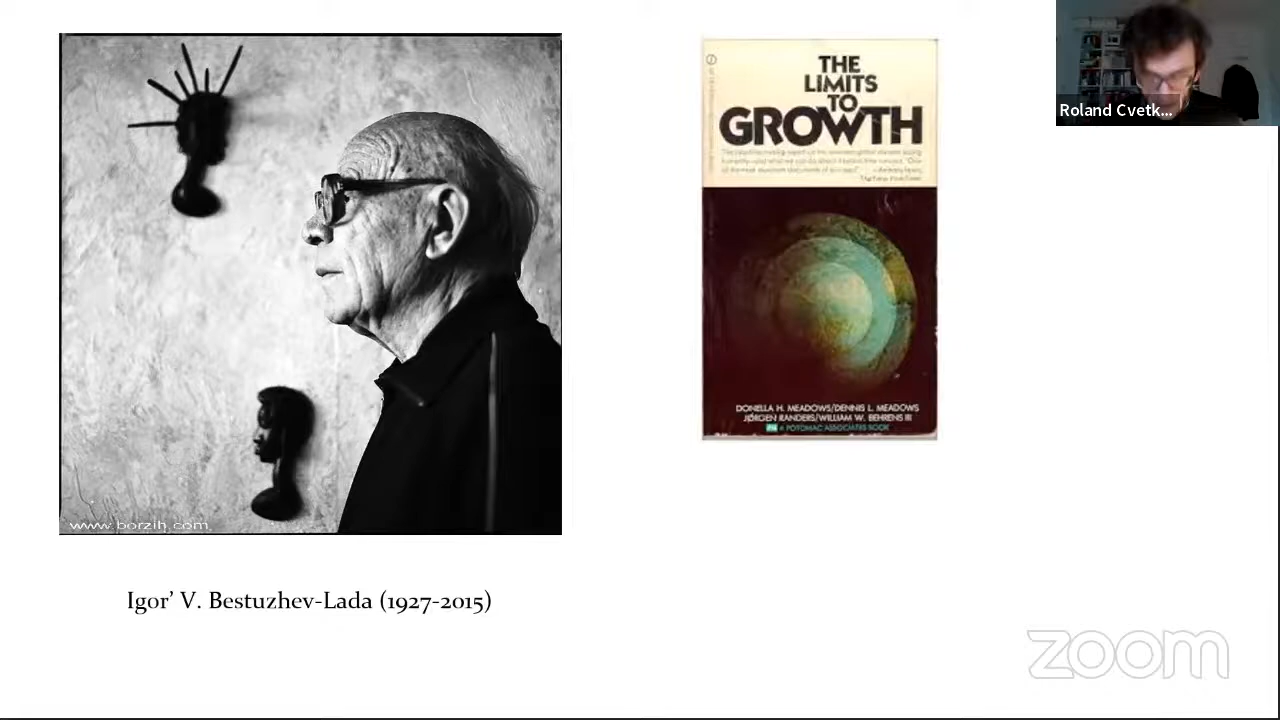 THE
LIMITS
TO
GROWTH
DONELLA H. MEADOWS/DENNIS L. MEADOWS
JØRGEN RANDERS/WILLIAM W. BEHRENS III
A POTOMAC ASSOCIATES BOOK
www.borzih.com
Igor’ V. Bestuzhev-Lada (1927-2015)
Roland Cvetk...
zoom